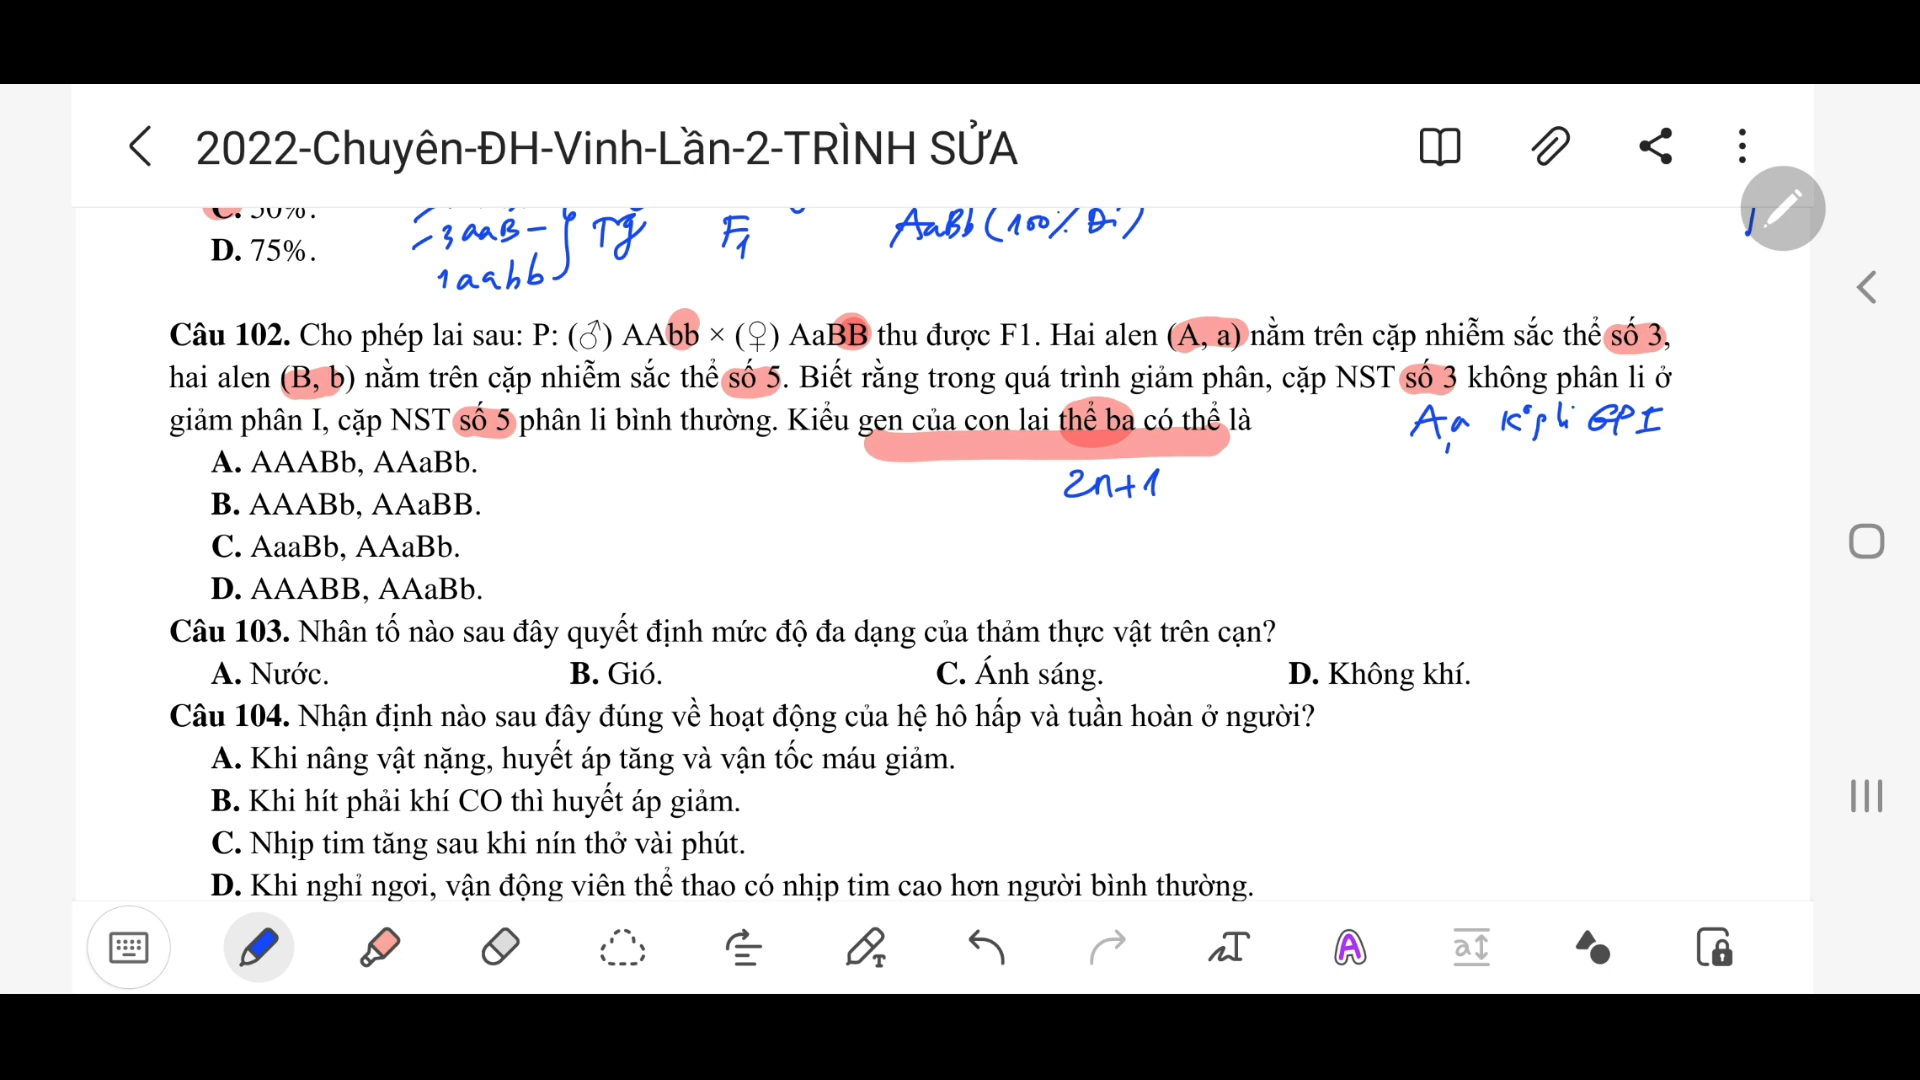 2022-Chuyên-ĐH-Vinh-Lần-2-TRÌNH SỬA
C. 50%.
D. 75%.
3 aaB-
1aabb
Tg
F1
AaBb (100% Dị)
Câu 102. Cho phép lai sau: P: (♂) AAbb × (♀) AaBB thu được F1. Hai alen (A, a) nằm trên cặp nhiễm sắc thể số 3,
hai alen (B, b) nằm trên cặp nhiễm sắc thể số 5. Biết rằng trong quá trình giảm phân, cặp NST số 3 không phân li ở
giảm phân I, cặp NST số 5 phân li bình thường. Kiểu gen của con lai thể ba có thể là
A,a K° pli GPI
A. AAABb, AAaBb.
2n+1
B. AAABb, AAaBB.
C. AaaBb, AAaBb.
D. AAABB, AAaBb.
Câu 103. Nhân tố nào sau đây quyết định mức độ đa dạng của thảm thực vật trên cạn?
A. Nước. B. Gió. C. Ánh sáng. D. Không khí.
Câu 104. Nhận định nào sau đây đúng về hoạt động của hệ hô hấp và tuần hoàn ở người?
A. Khi nâng vật nặng, huyết áp tăng và vận tốc máu giảm.
B. Khi hít phải khí CO thì huyết áp giảm.
C. Nhịp tim tăng sau khi nín thở vài phút.
D. Khi nghỉ ngơi, vận động viên thể thao có nhịp tim cao hơn người bình thường.